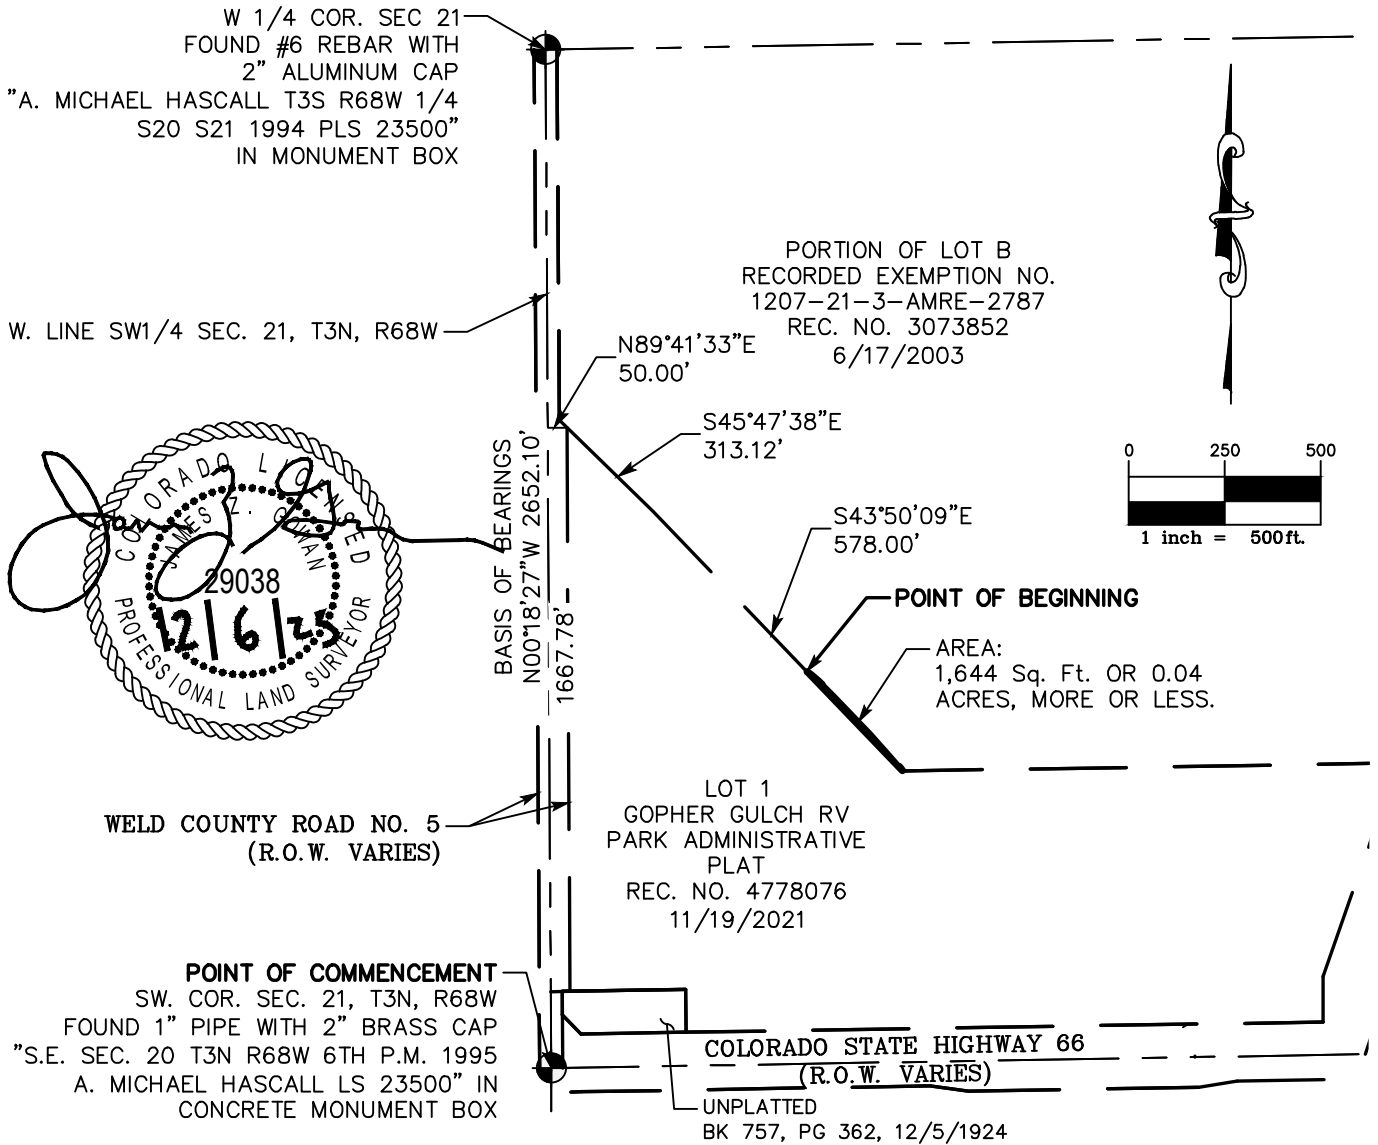 W 1/4 COR. SEC 21
FOUND #6 REBAR WITH
2" ALUMINUM CAP
"A. MICHAEL HASCALL T3S R68W 1/4
S20 S21 1994 PLS 23500"
IN MONUMENT BOX
PORTION OF LOT B
RECORDED EXEMPTION NO.
1207-21-3-AMRE-2787
REC. NO. 3073852
6/17/2003
W. LINE SW1/4 SEC. 21, T3N, R68W
N89°41'33"E
50.00'
S45°47'38"E
313.12'
0 250 500
1 inch = 500ft.
S43°50'09"E
578.00'
BASIS OF BEARINGS
N00°18'27"W 2652.10'
1667.78'
COLORADO LICENSED
JAMES Z. GOWAN
29038
12/6/25
PROFESSIONAL LAND SURVEYOR
POINT OF BEGINNING
AREA:
1,644 Sq. Ft. OR 0.04
ACRES, MORE OR LESS.
LOT 1
GOPHER GULCH RV
PARK ADMINISTRATIVE
PLAT
REC. NO. 4778076
11/19/2021
WELD COUNTY ROAD NO. 5
(R.O.W. VARIES)
POINT OF COMMENCEMENT
SW. COR. SEC. 21, T3N, R68W
FOUND 1" PIPE WITH 2" BRASS CAP
"S.E. SEC. 20 T3N R68W 6TH P.M. 1995
A. MICHAEL HASCALL LS 23500" IN
CONCRETE MONUMENT BOX
COLORADO STATE HIGHWAY 66
(R.O.W. VARIES)
UNPLATTED
BK 757, PG 362, 12/5/1924